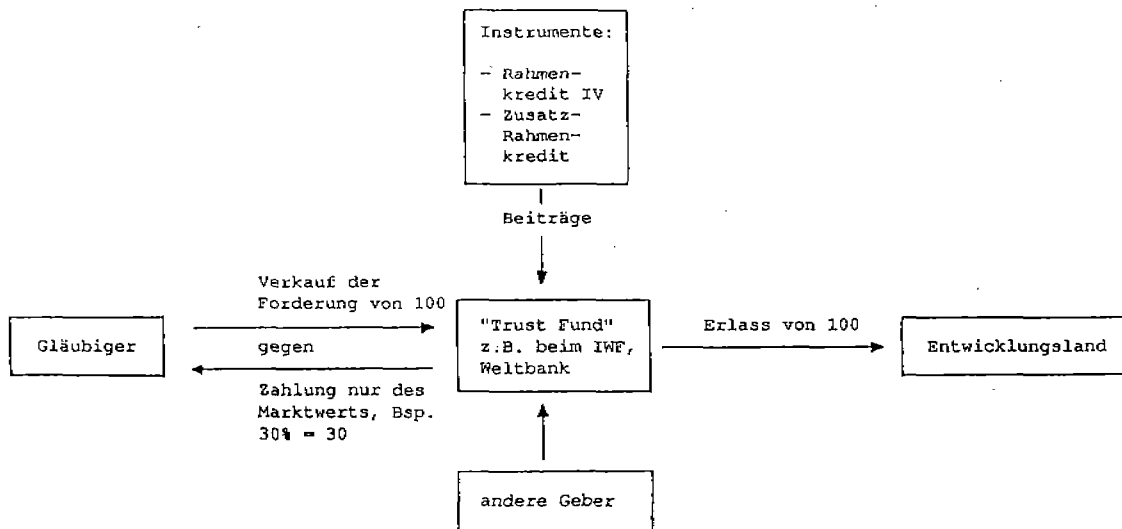 Instrumente:
- Rahmen-
kredit IV
- Zusatz-
Rahmen-
kredit
Beiträge
Verkauf der
Forderung von 100
Gläubiger
gegen
Zahlung nur des
Marktwerts, Bsp.
30% = 30
"Trust Fund"
z.B. beim IWF,
Weltbank
Erlass von 100
Entwicklungsland
andere Geber